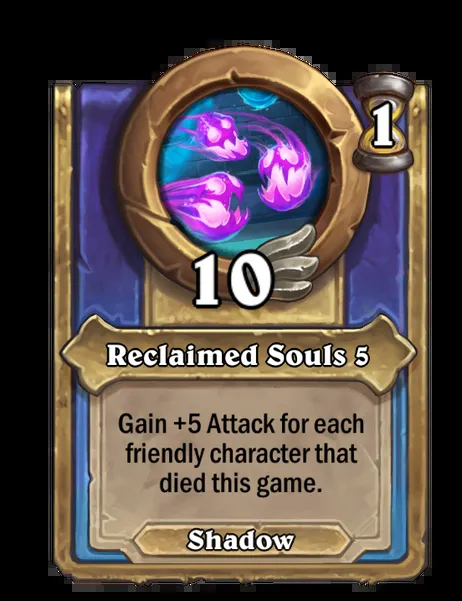 1
10
Reclaimed Souls 5
Gain +5 Attack for each
friendly character that
died this game.
Shadow